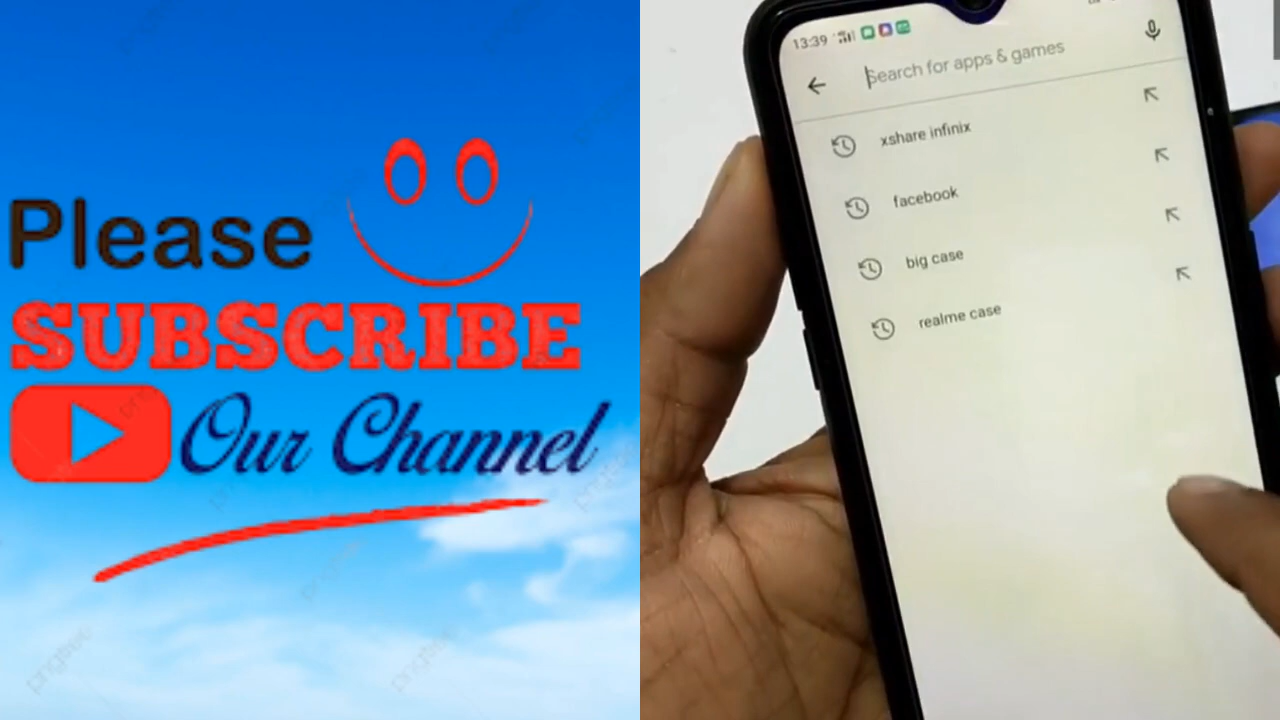 Please
SUBSCRIBE
Our Channel
13:39
Search for apps & games
xshare infinix
facebook
big case
realme case